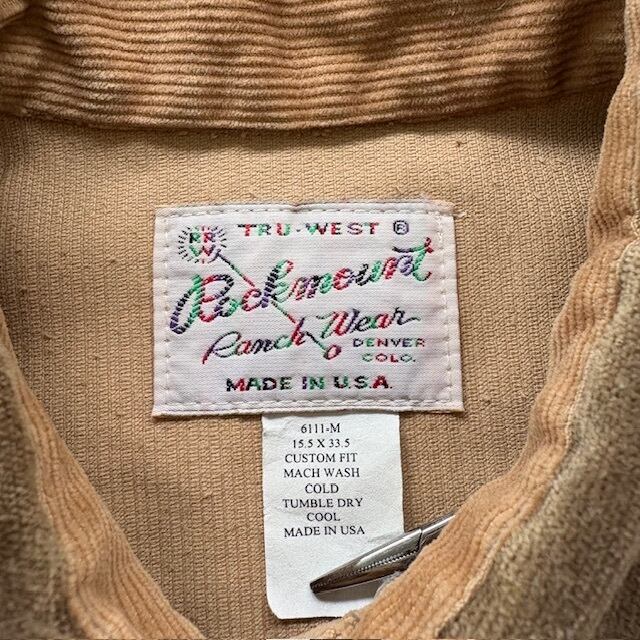 TRU-WEST ®
RR
W
Rockmount
Ranch Wear
DENVER
COLO.
MADE IN U.S.A.
6111-M
15.5 X 33.5
CUSTOM FIT
MACH WASH
COLD
TUMBLE DRY
COOL
MADE IN USA